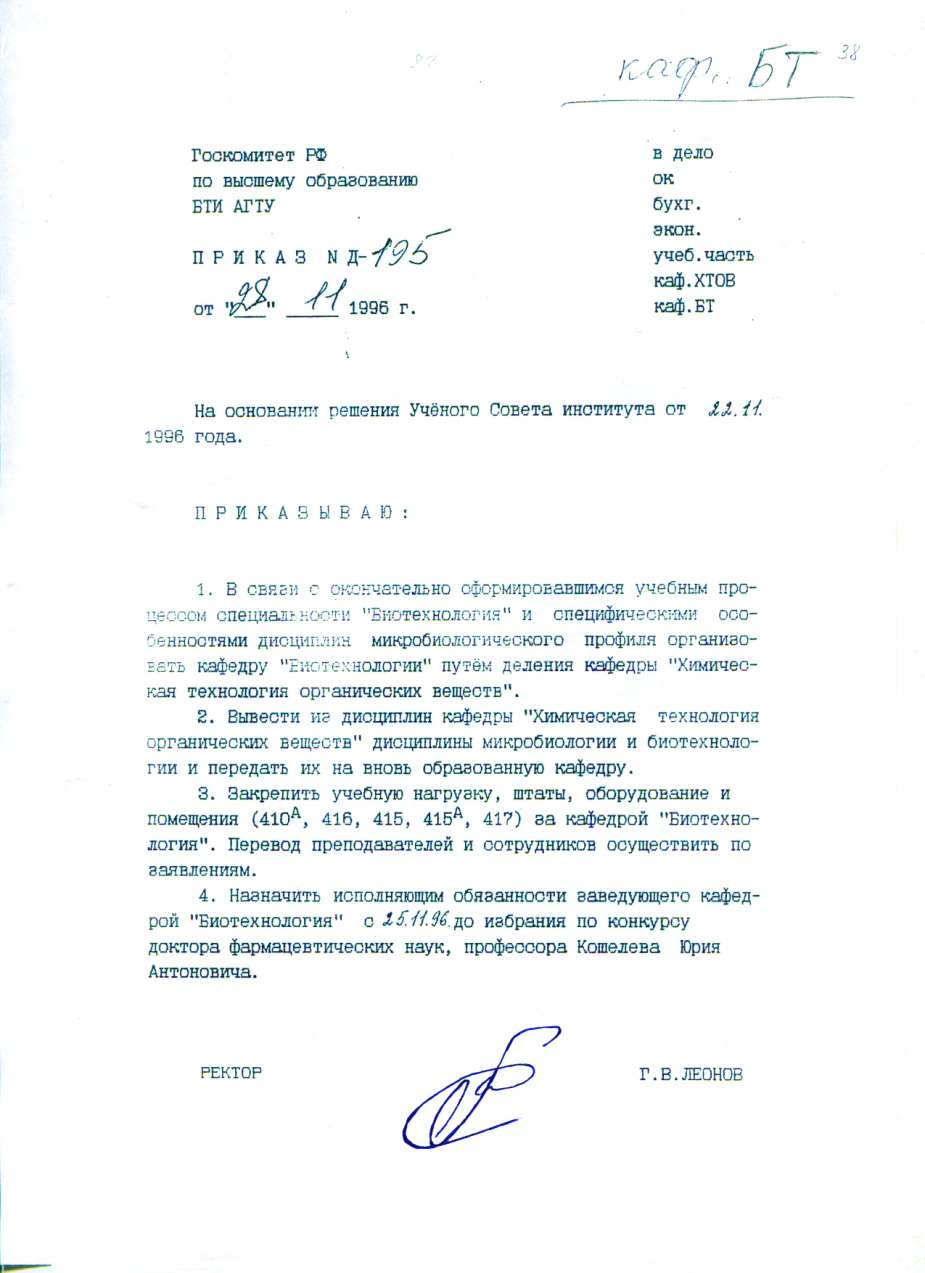 каф. БТ 38
Госкомитет РФ
по высшему образованию
БТИ АГТУ
ПРИКАЗ N Д-195
от "28" 11 1996 г.
в дело
ок
бухг.
экон.
учеб.часть
каф.ХТОВ
каф.БТ
На основании решения Учёного Совета института от 22.11.
1996 года.
ПРИКАЗЫВАЮ:
1. В связи с окончательно оформировавшимся учебным про-
цессом специальности "Биотехнология" и специфическими осо-
бенностями дисциплин микробиологического профиля организо-
вать кафедру "Биотехнологии" путём деления кафедры "Химичес-
кая технология органических веществ".
2. Вывести из дисциплин кафедры "Химическая технология
органических веществ" дисциплины микробиологии и биотехноло-
гии и передать их на вновь образованную кафедру.
3. Закрепить учебную нагрузку, штаты, оборудование и
помещения (410А, 416, 415, 415А, 417) за кафедрой "Биотехно-
логия". Перевод преподавателей и сотрудников осуществить по
заявлениям.
4. Назначить исполняющим обязанности заведующего кафед-
рой "Биотехнология" с 25.11.96. до избрания по конкурсу
доктора фармацевтических наук, профессора Кошелева Юрия
Антоновича.
РЕКТОР Г.В.ЛЕОНОВ